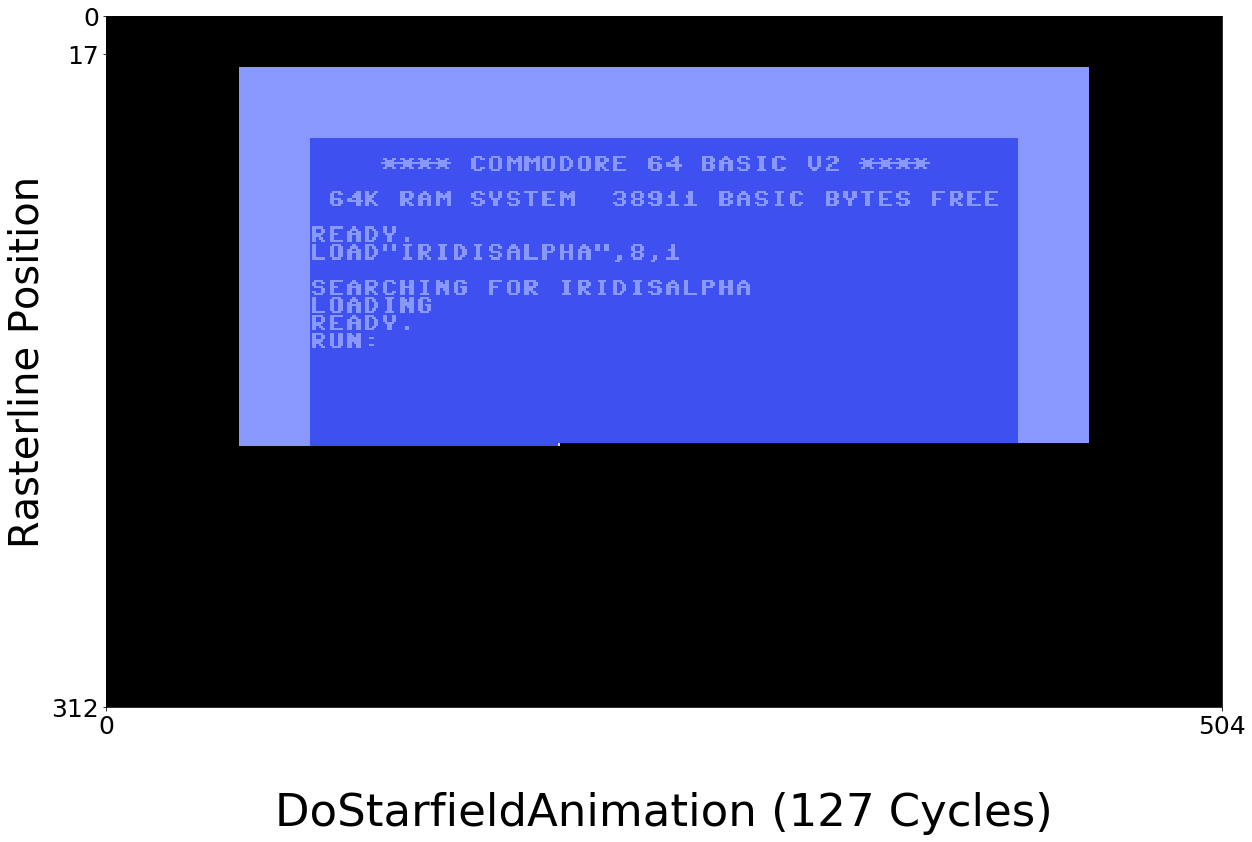 0
17
Rasterline Position
**** COMMODORE 64 BASIC V2 ****
64K RAM SYSTEM  38911 BASIC BYTES FREE
READY.
LOAD"IRIDISALPHA",8,1
SEARCHING FOR IRIDISALPHA
LOADING
READY.
RUN:
312
0
504
DoStarfieldAnimation (127 Cycles)